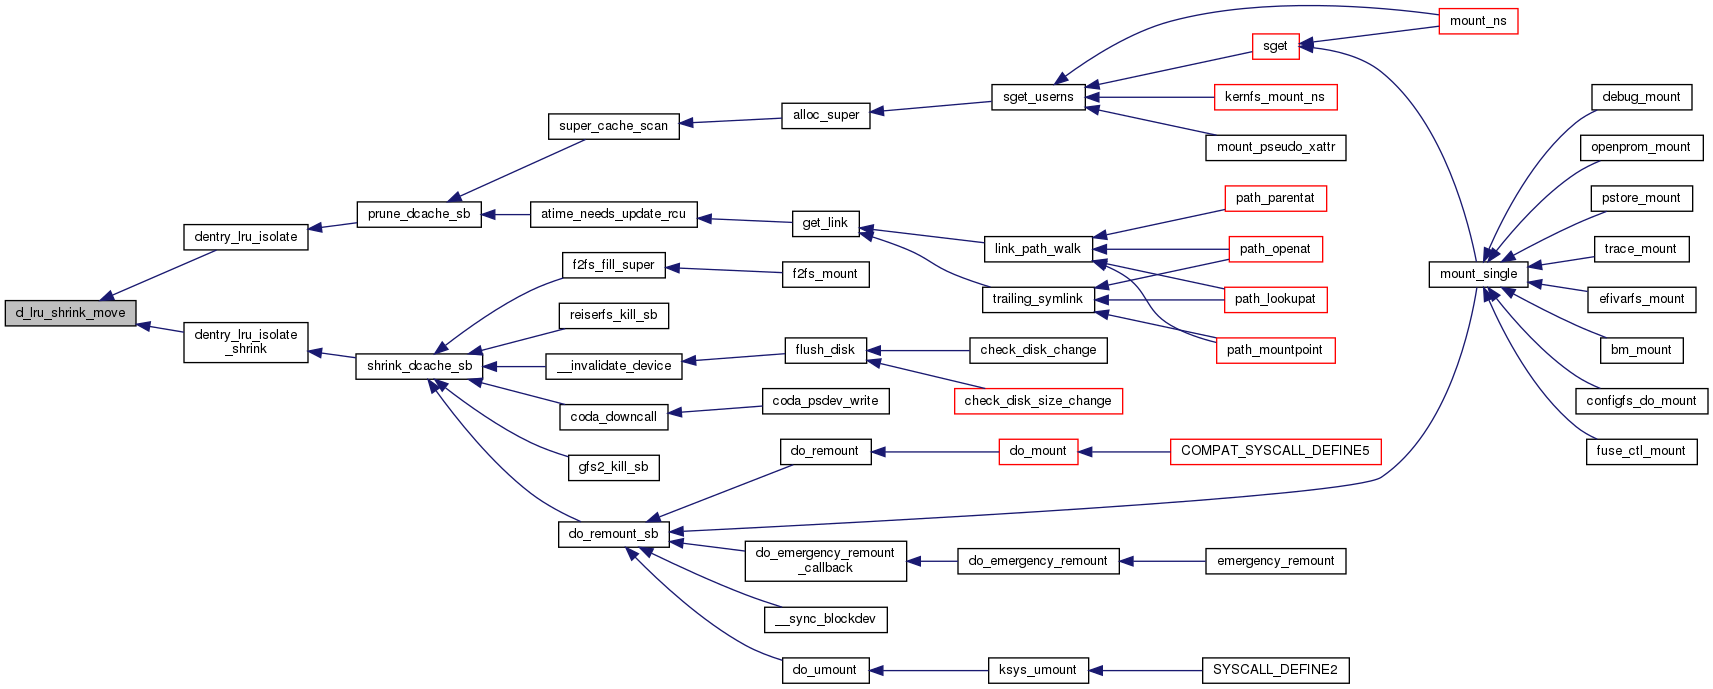 d_lru_shrink_move
dentry_lru_isolate
dentry_lru_isolate
_shrink
prune_dcache_sb
shrink_dcache_sb
super_cache_scan
atime_needs_update_rcu
f2fs_fill_super
reiserfs_kill_sb
__invalidate_device
coda_downcall
gfs2_kill_sb
do_remount_sb
alloc_super
get_link
f2fs_mount
flush_disk
coda_psdev_write
do_remount
do_emergency_remount
_callback
__sync_blockdev
do_umount
sget_userns
link_path_walk
trailing_symlink
check_disk_change
check_disk_size_change
do_mount
do_emergency_remount
ksys_umount
sget
kernfs_mount_ns
mount_pseudo_xattr
path_parentat
path_openat
path_lookupat
path_mountpoint
COMPAT_SYSCALL_DEFINE5
emergency_remount
SYSCALL_DEFINE2
mount_ns
mount_single
debug_mount
openprom_mount
pstore_mount
trace_mount
efivarfs_mount
bm_mount
configfs_do_mount
fuse_ctl_mount